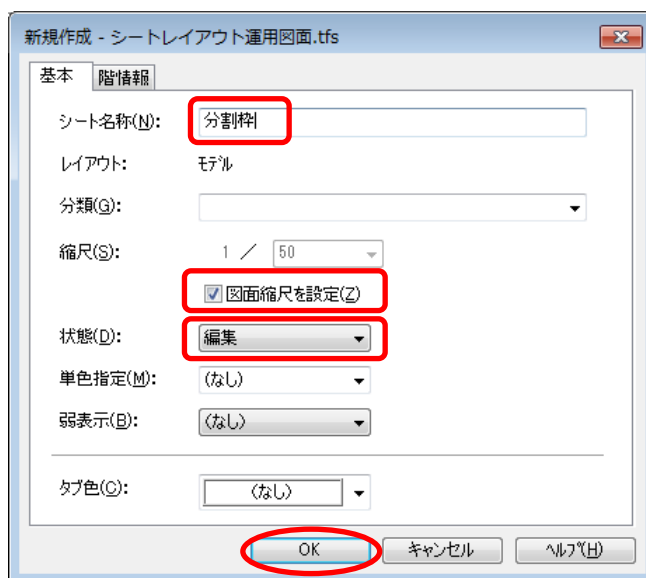 新規作成 - シートレイアウト運用図面.tfs
基本 階情報
シート名称(N): 分割枠
レイアウト: モデル
分類(G):
縮尺(S): 1 ／ 50
図面縮尺を設定(Z)
状態(D): 編集
単色指定(M): (なし)
弱表示(B): (なし)
タブ色(C): (なし)
OK キャンセル ヘルプ(H)